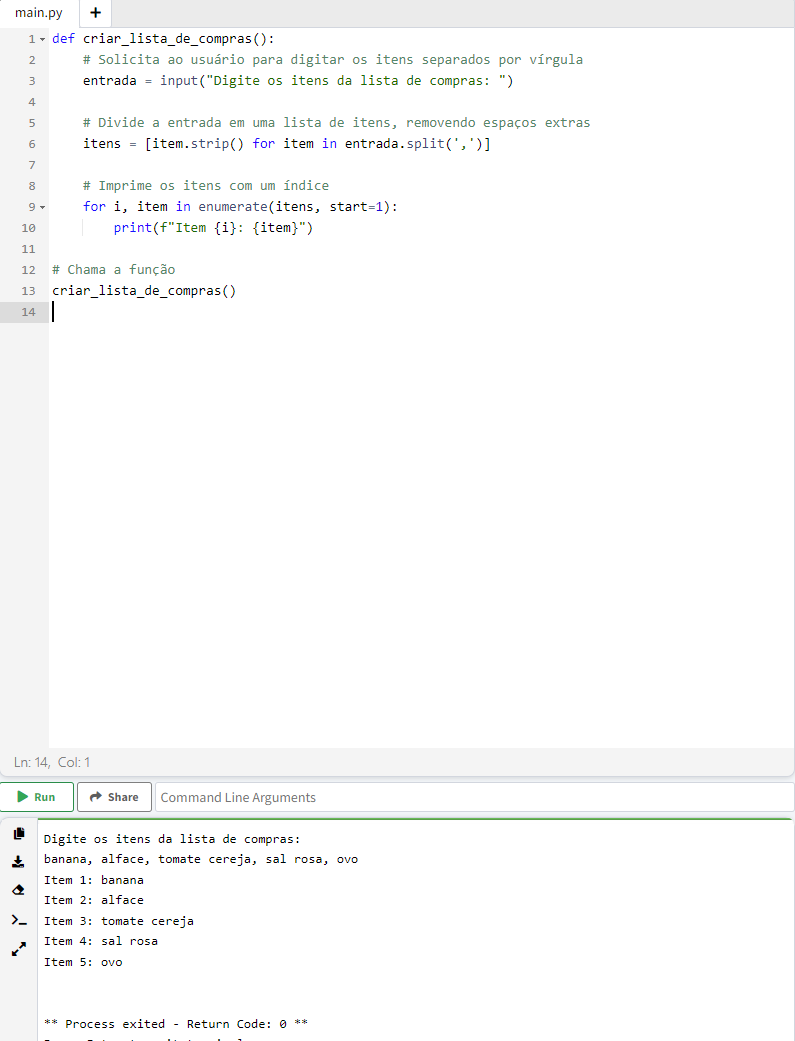 main.py +
1 def criar_lista_de_compras():
2     # Solicita ao usuário para digitar os itens separados por vírgula
3     entrada = input("Digite os itens da lista de compras: ")
4
5     # Divide a entrada em uma lista de itens, removendo espaços extras
6     itens = [item.strip() for item in entrada.split(',')]
7
8     # Imprime os itens com um índice
9     for i, item in enumerate(itens, start=1):
10         print(f"Item {i}: {item}")
11
12 # Chama a função
13 criar_lista_de_compras()
14
Ln: 14, Col: 1
Run Share Command Line Arguments
Digite os itens da lista de compras:
banana, alface, tomate cereja, sal rosa, ovo
Item 1: banana
Item 2: alface
Item 3: tomate cereja
Item 4: sal rosa
Item 5: ovo
** Process exited - Return Code: 0 **